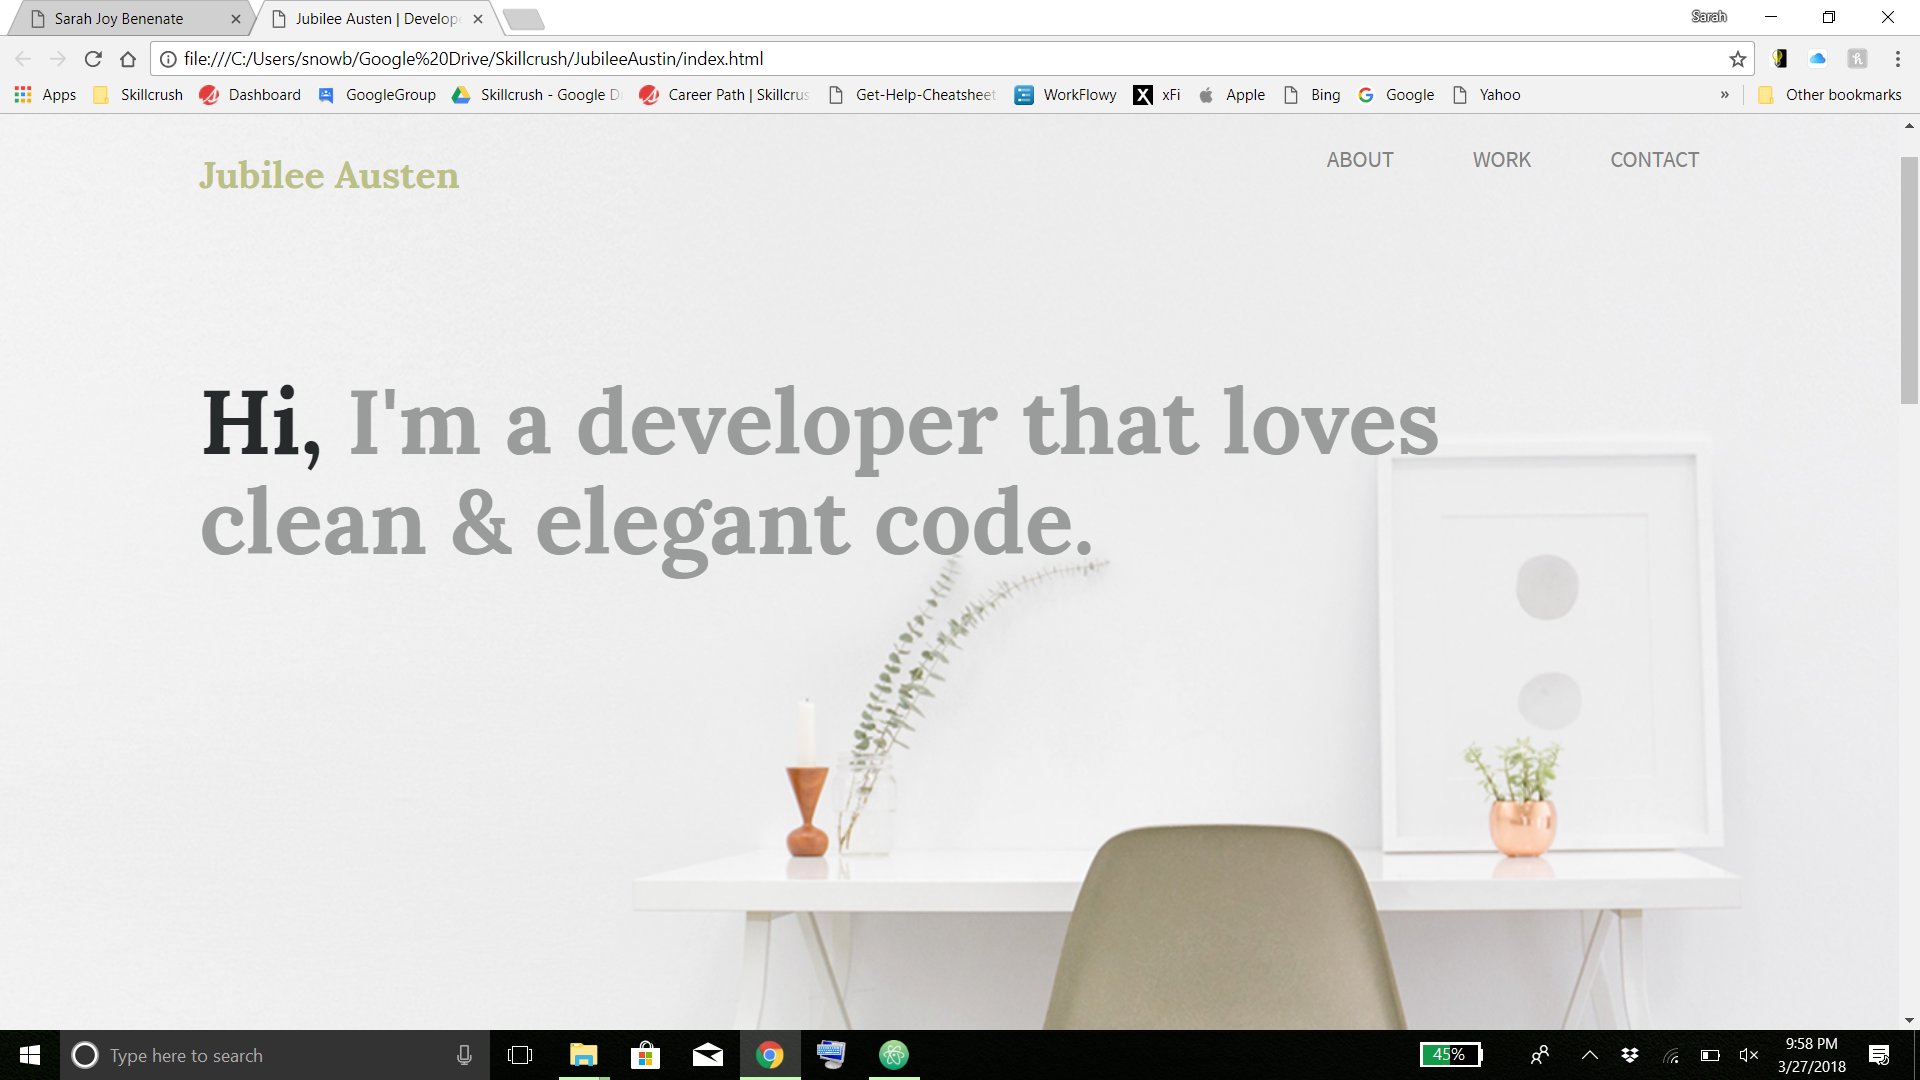 Sarah Joy Benenate
Jubilee Austen | Develop
Sarah
file:///C:/Users/snowb/Google%20Drive/Skillcrush/JubileeAustin/index.html
Apps Skillcrush Dashboard GoogleGroup Skillcrush - Google D Career Path | Skillcrus Get-Help-Cheatsheet WorkFlowy xFi Apple Bing Google Yahoo » Other bookmarks
Jubilee Austen
ABOUT WORK CONTACT
Hi, I'm a developer that loves
clean & elegant code.
Type here to search
45%
9:58 PM
3/27/2018